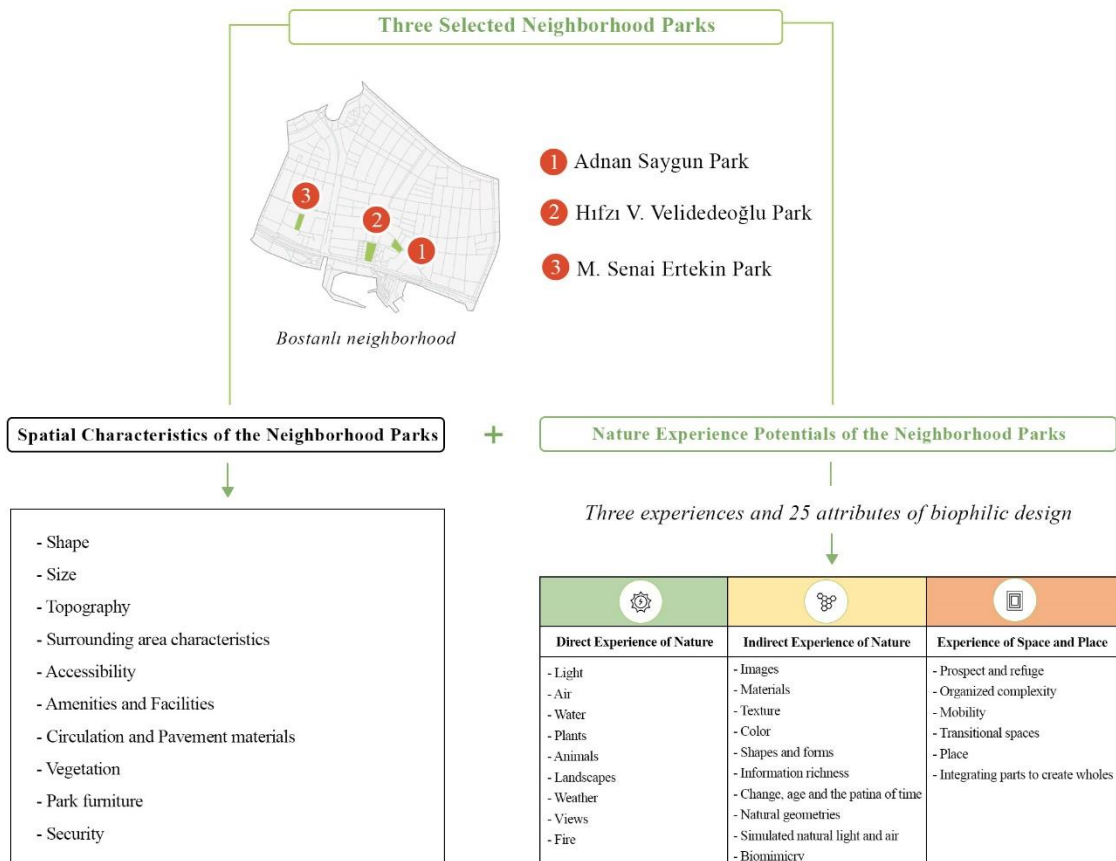 Three Selected Neighborhood Parks
3
2
1
1 Adnan Saygun Park
2 Hıfzı V. Velidedeoğlu Park
3 M. Senai Ertekin Park
Bostanlı neighborhood
Spatial Characteristics of the Neighborhood Parks
+
Nature Experience Potentials of the Neighborhood Parks
- Shape
- Size
- Topography
- Surrounding area characteristics
- Accessibility
- Amenities and Facilities
- Circulation and Pavement materials
- Vegetation
- Park furniture
- Security
Three experiences and 25 attributes of biophilic design
Direct Experience of Nature
- Light
- Air
- Water
- Plants
- Animals
- Landscapes
- Weather
- Views
- Fire
Indirect Experience of Nature
- Images
- Materials
- Texture
- Color
- Shapes and forms
- Information richness
- Change, age and the patina of time
- Natural geometries
- Simulated natural light and air
- Biomimicry
Experience of Space and Place
- Prospect and refuge
- Organized complexity
- Mobility
- Transitional spaces
- Place
- Integrating parts to create wholes